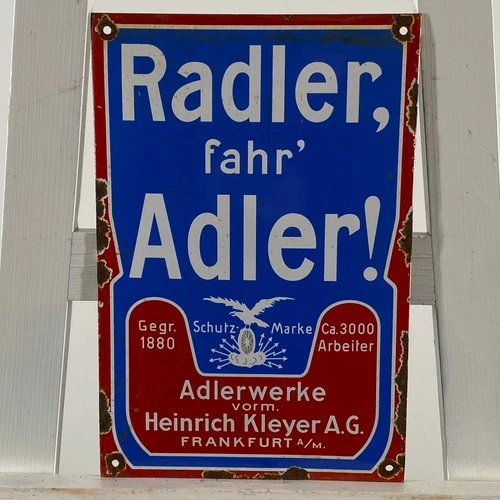 Radler,
fahr'
Adler!
Gegr. Schutz-Marke Ca.3000
1880 Arbeiter
Adlerwerke
vorm.
Heinrich Kleyer A.G.
FRANKFURT A/M.